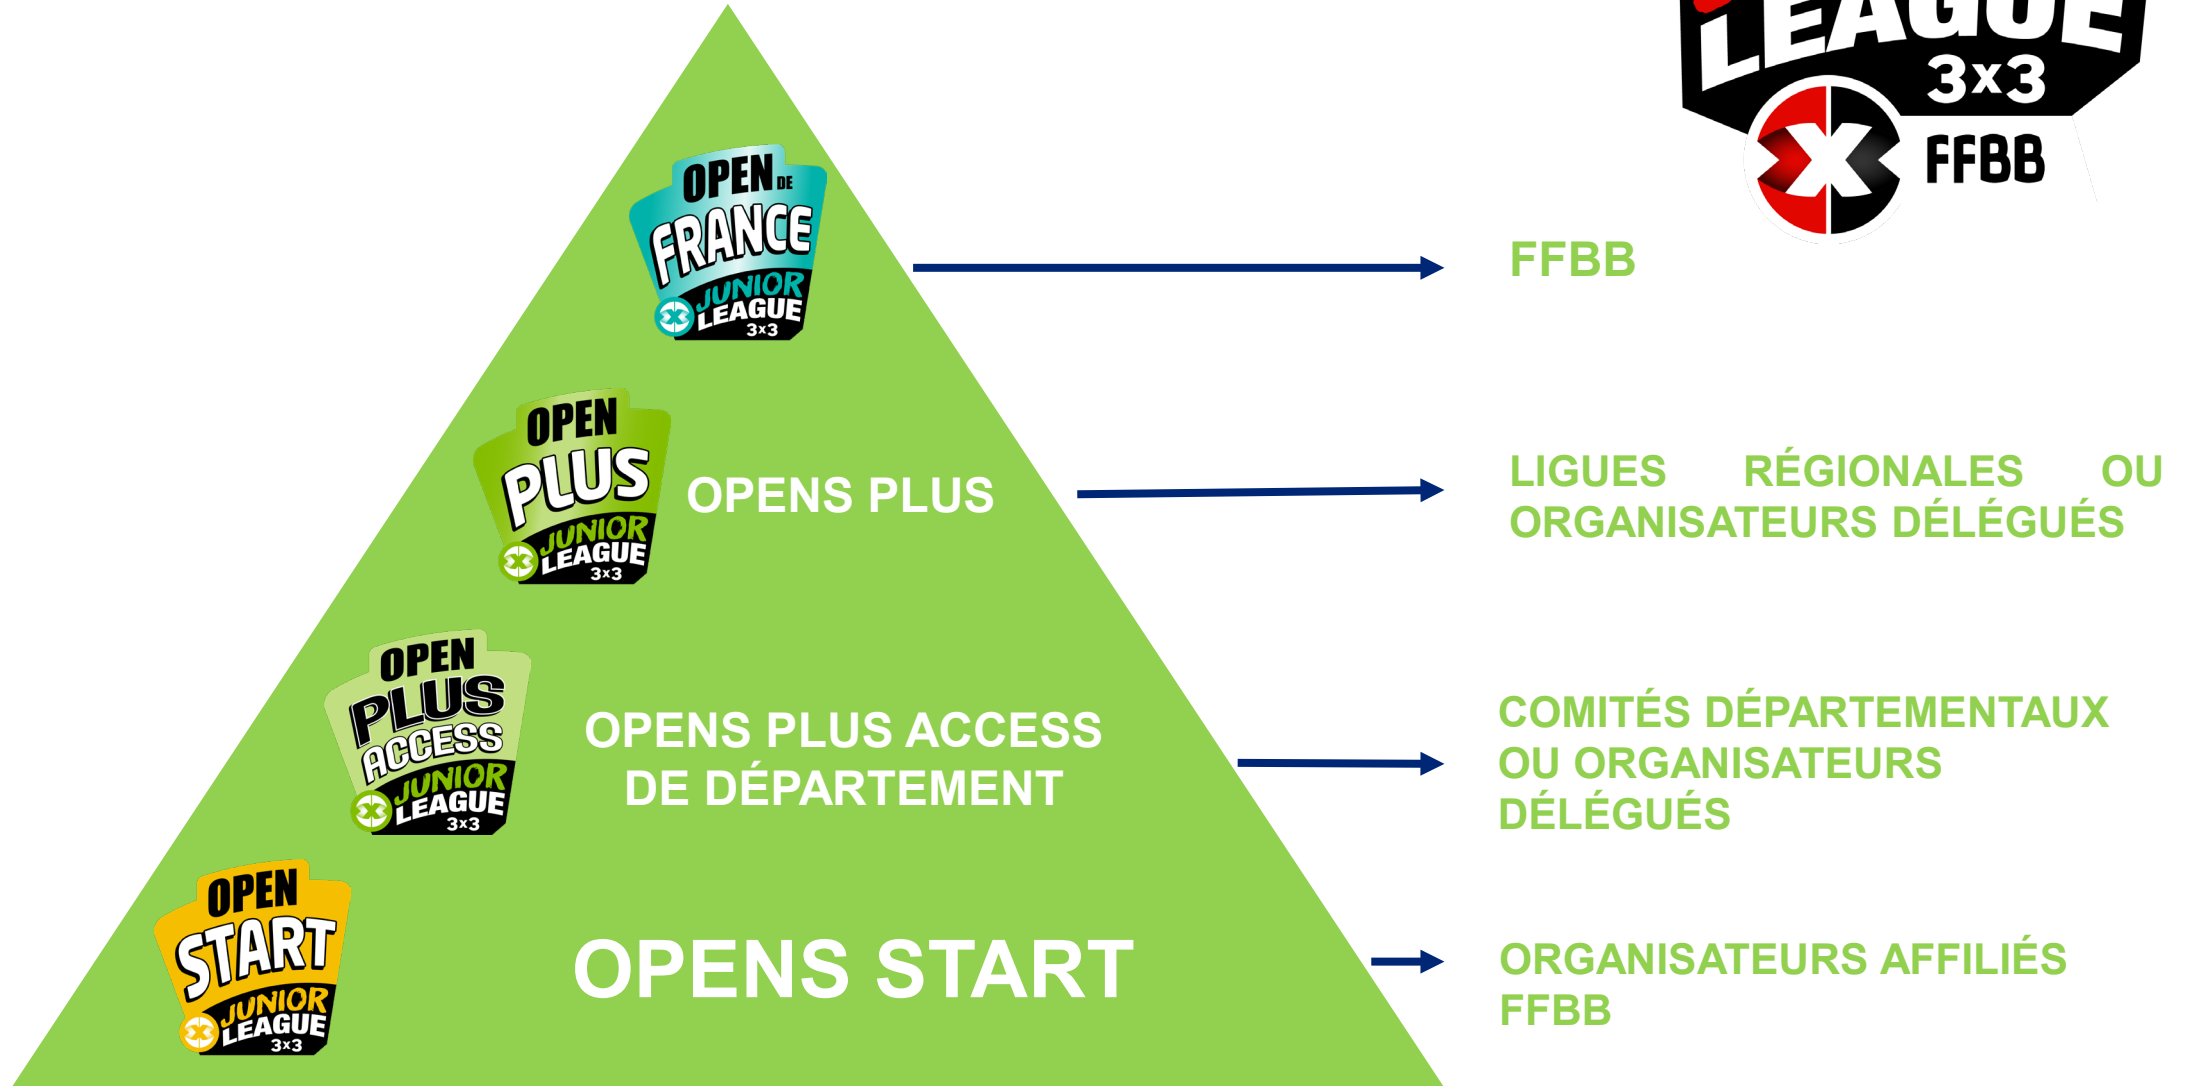 LEAGUE
3x3
FFBB
OPEN DE
FRANCE
JUNIOR
LEAGUE
3x3
FFBB
OPEN
PLUS
JUNIOR
LEAGUE
3x3
OPENS PLUS
LIGUES RÉGIONALES OU
ORGANISATEURS DÉLÉGUÉS
OPEN
PLUS
ACCESS
JUNIOR
LEAGUE
3x3
OPENS PLUS ACCESS
DE DÉPARTEMENT
COMITÉS DÉPARTEMENTAUX
OU ORGANISATEURS
DÉLÉGUÉS
OPEN
START
JUNIOR
LEAGUE
3x3
OPENS START
ORGANISATEURS AFFILIÉS
FFBB